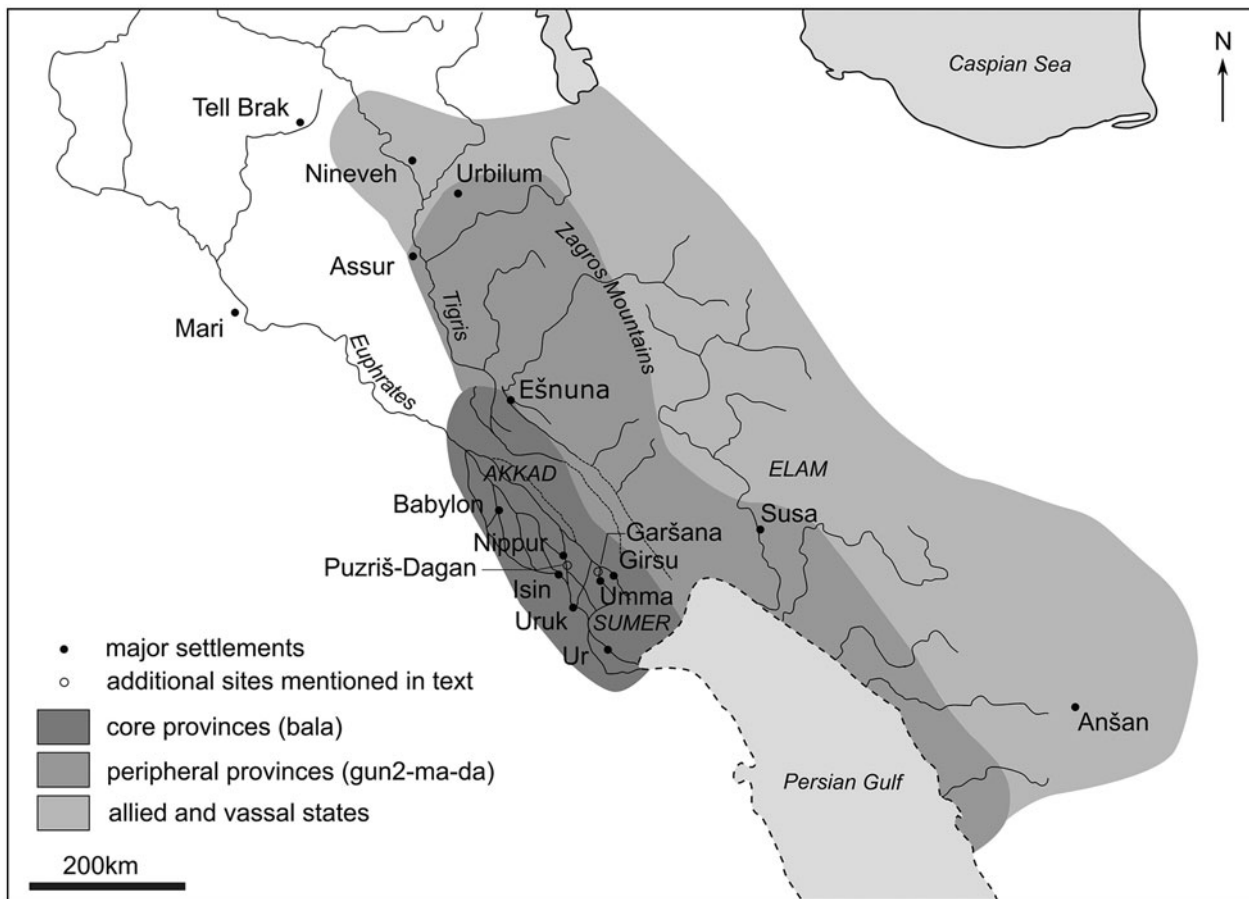 Caspian Sea
N
Tell Brak
Nineveh
Urbilum
Zagros Mountains
Assur
Tigris
Mari
Euphrates
Ešnuna
AKKAD
ELAM
Babylon
Susa
Garšana
Nippur
Girsu
Puzriš-Dagan
Isin
Umma
Uruk
SUMER
Ur
major settlements
additional sites mentioned in text
core provinces (bala)
Anšan
peripheral provinces (gun2-ma-da)
Persian Gulf
allied and vassal states
200km